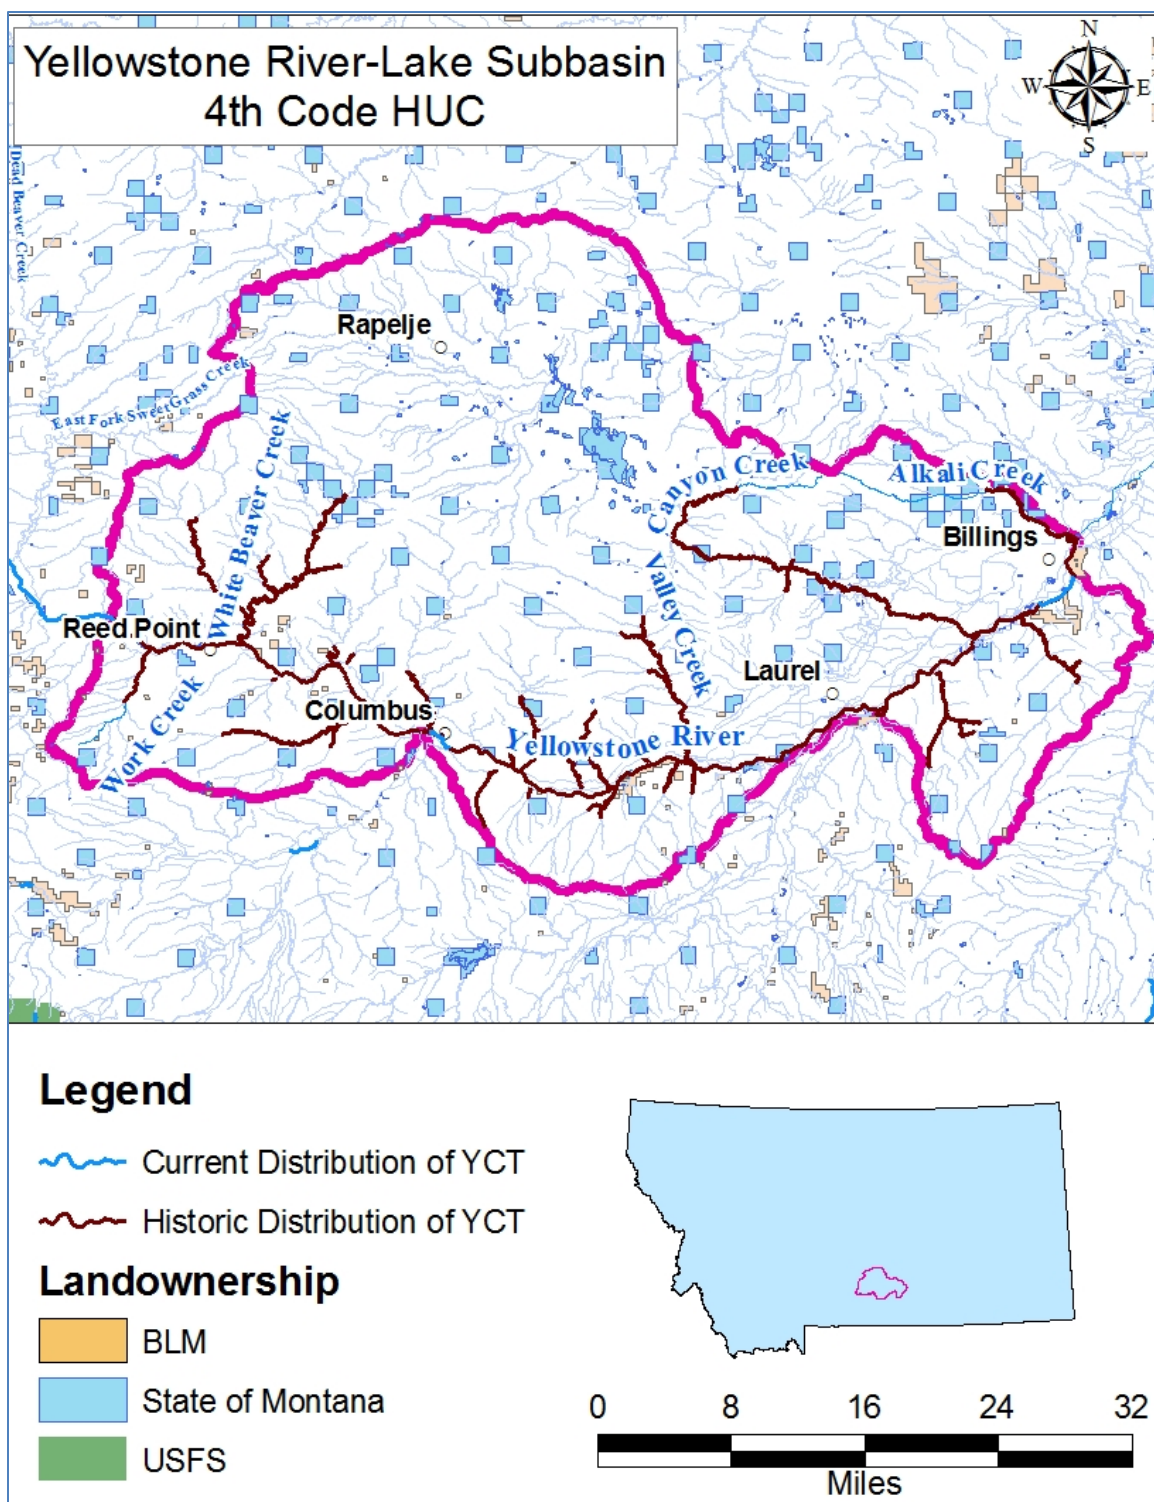 Yellowstone River-Lake Subbasin
4th Code HUC
N
W
E
S
Dead Beaver Creek
Rapelje
East Fork Sweet Grass Creek
White Beaver Creek
Canyon Creek
Alkali Creek
Billings
Valley Creek
Reed Point
Laurel
Work Creek
Columbus
Yellowstone River
Legend
Current Distribution of YCT
Historic Distribution of YCT
Landownership
BLM
State of Montana
USFS
0 8 16 24 32
Miles